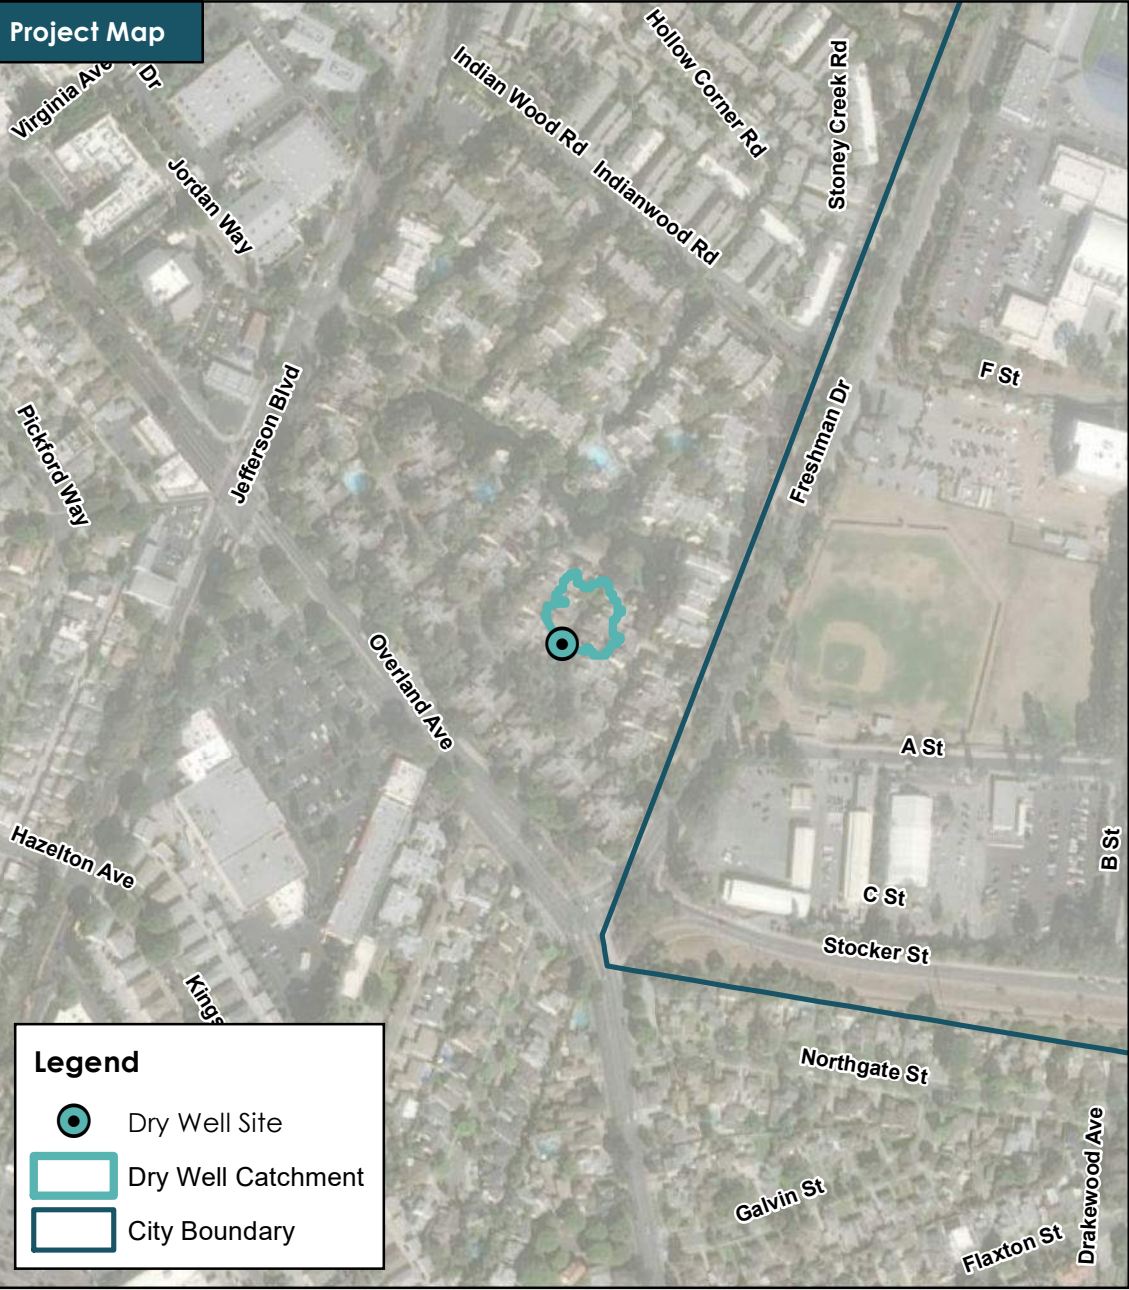 Project Map
Virginia Ave
Dr
Jordan Way
Indian Wood Rd
Hollow Corner Rd
Stoney Creek Rd
Indianwood Rd
F St
Jefferson Blvd
Freshman Dr
Pickford Way
Overland Ave
A St
Hazelton Ave
B St
C St
Stocker St
Kings
Northgate St
Galvin St
Drakewood Ave
Flaxton St
Legend
Dry Well Site
Dry Well Catchment
City Boundary